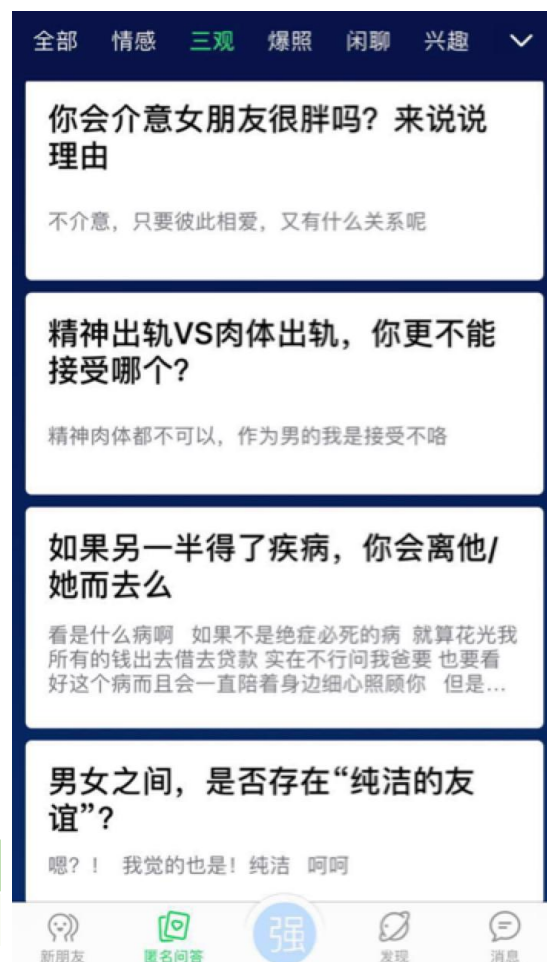 全部 情感 三观 爆照 闲聊 兴趣
你会介意女朋友很胖吗？来说说
理由
不介意，只要彼此相爱，又有什么关系呢
精神出轨VS肉体出轨，你更不能
接受哪个？
精神肉体都不可以，作为男的我是接受不咯
如果另一半得了疾病，你会离他/
她而去么
看是什么病啊 如果不是绝症必死的病 就算花光我
所有的钱出去借去贷款 实在不行问我爸要 也要看
好这个病而且会一直陪着身边细心照顾你 但是...
男女之间，是否存在“纯洁的友
谊”？
嗯？！ 我觉的也是！纯洁 呵呵
强
新朋友 匿名问答 发现 消息